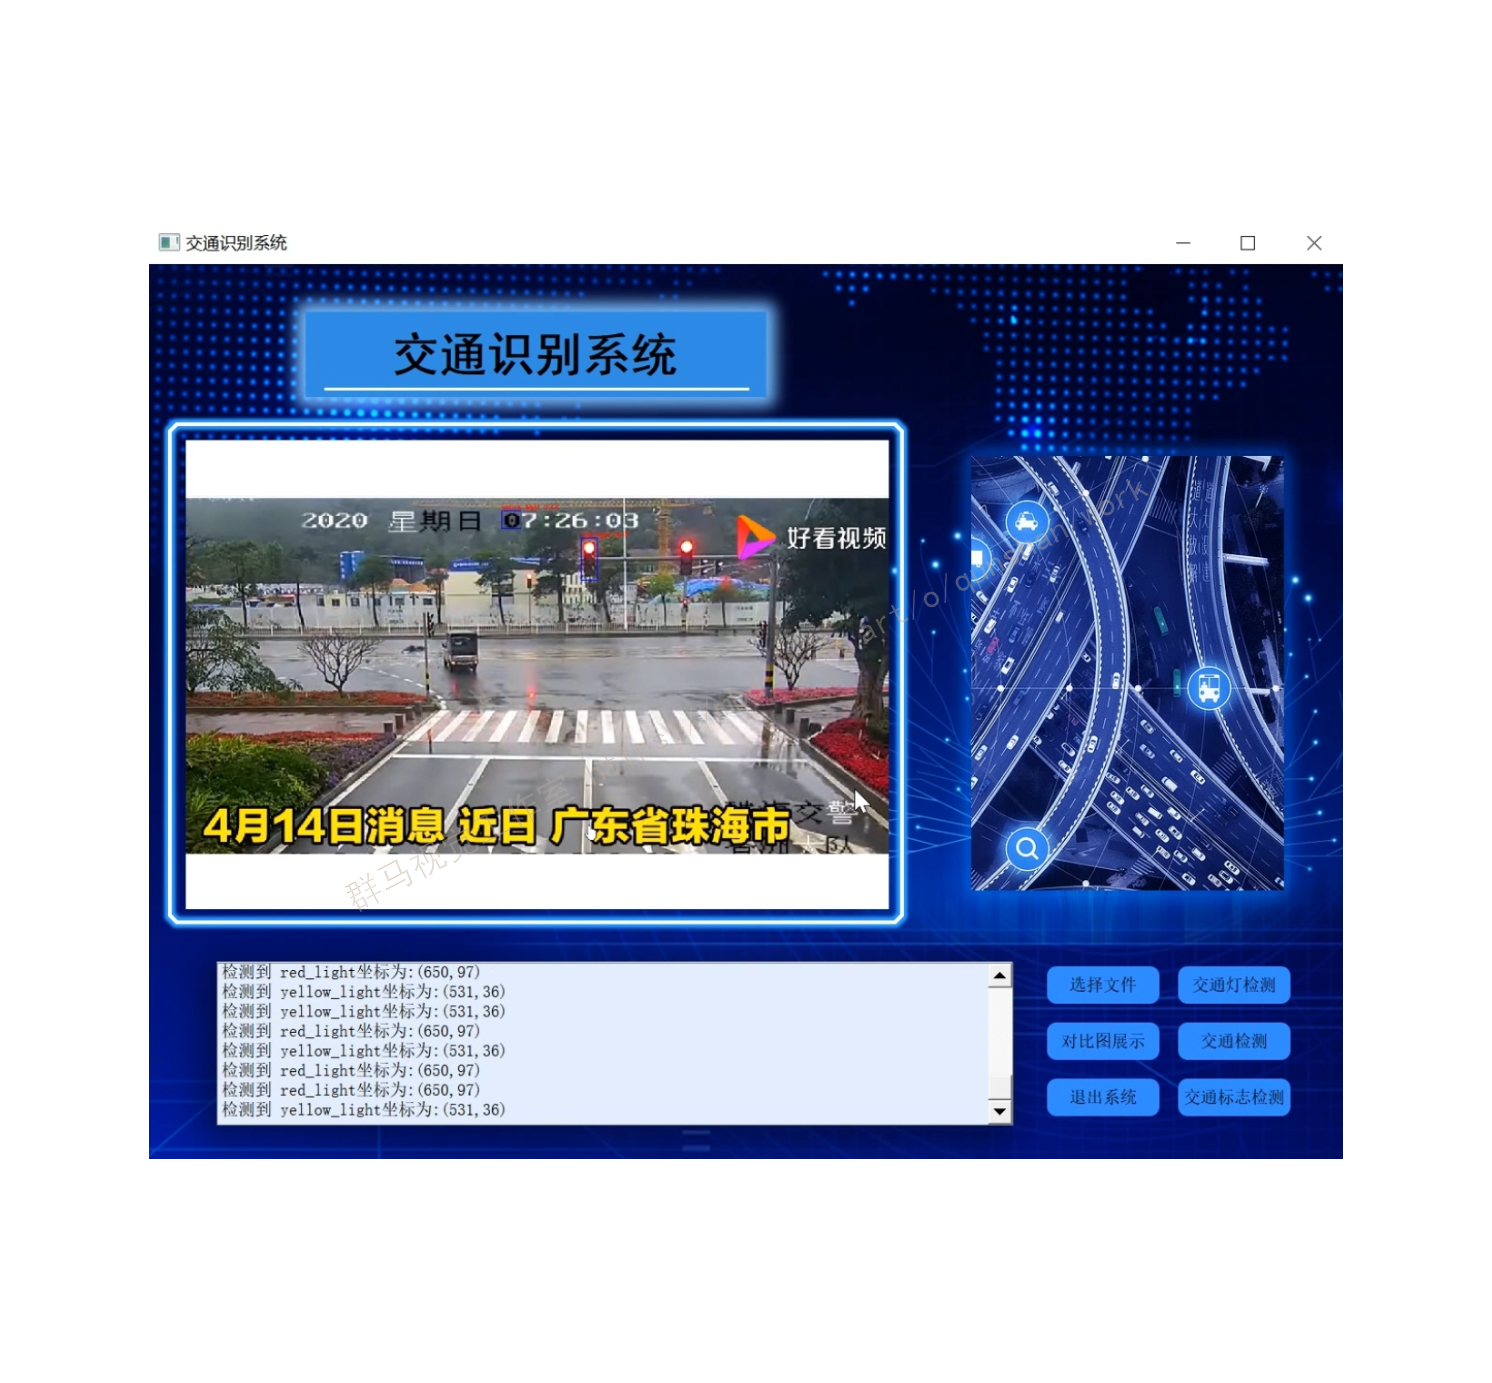 交通识别系统
交通识别系统
2020 星期日 07:26:03
好看视频
交警
4月14日消息 近日 广东省珠海市
群马视
检测到 red_light坐标为:(650,97)
检测到 yellow_light坐标为:(531,36)
检测到 yellow_light坐标为:(531,36)
检测到 red_light坐标为:(650,97)
检测到 yellow_light坐标为:(531,36)
检测到 red_light坐标为:(650,97)
检测到 red_light坐标为:(650,97)
检测到 yellow_light坐标为:(531,36)
选择文件
交通灯检测
对比图展示
交通检测
退出系统
交通标志检测